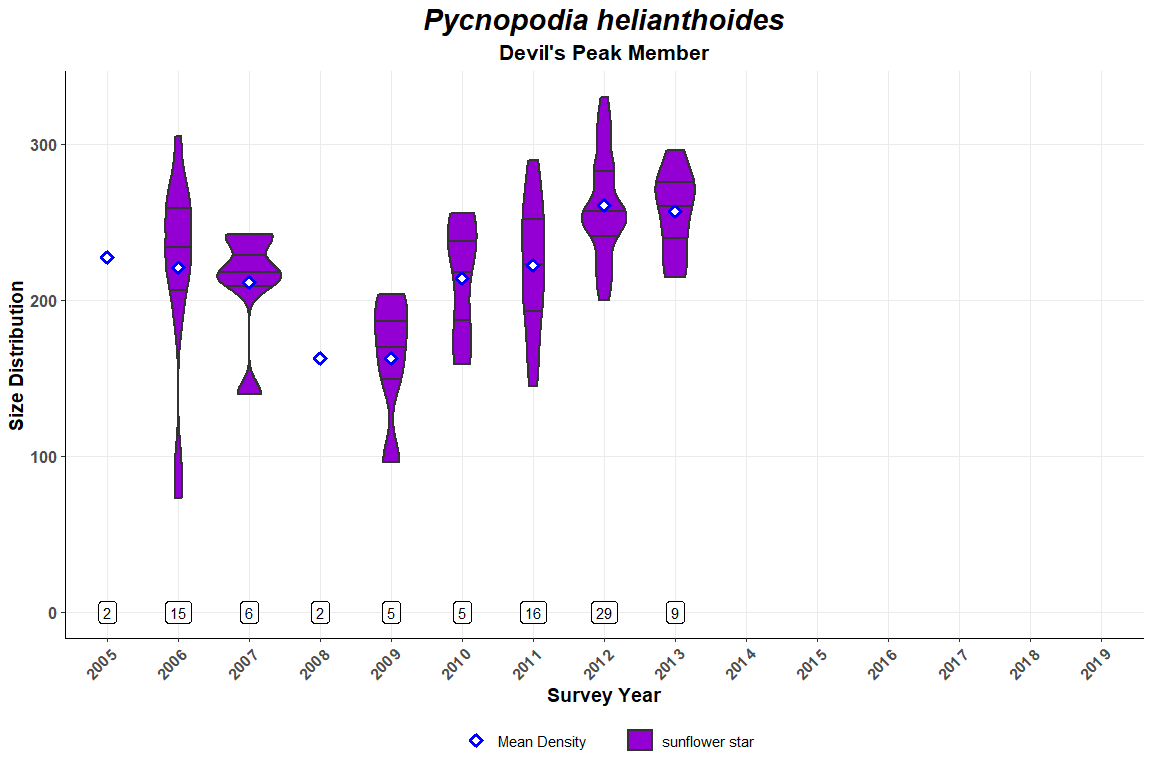 Pycnopodia helianthoides
Devil's Peak Member
Size Distribution
300
200
100
0
2 15 6 2 5 5 16 29 9
2005 2006 2007 2008 2009 2010 2011 2012 2013 2014 2015 2016 2017 2018 2019
Survey Year
Mean Density sunflower star